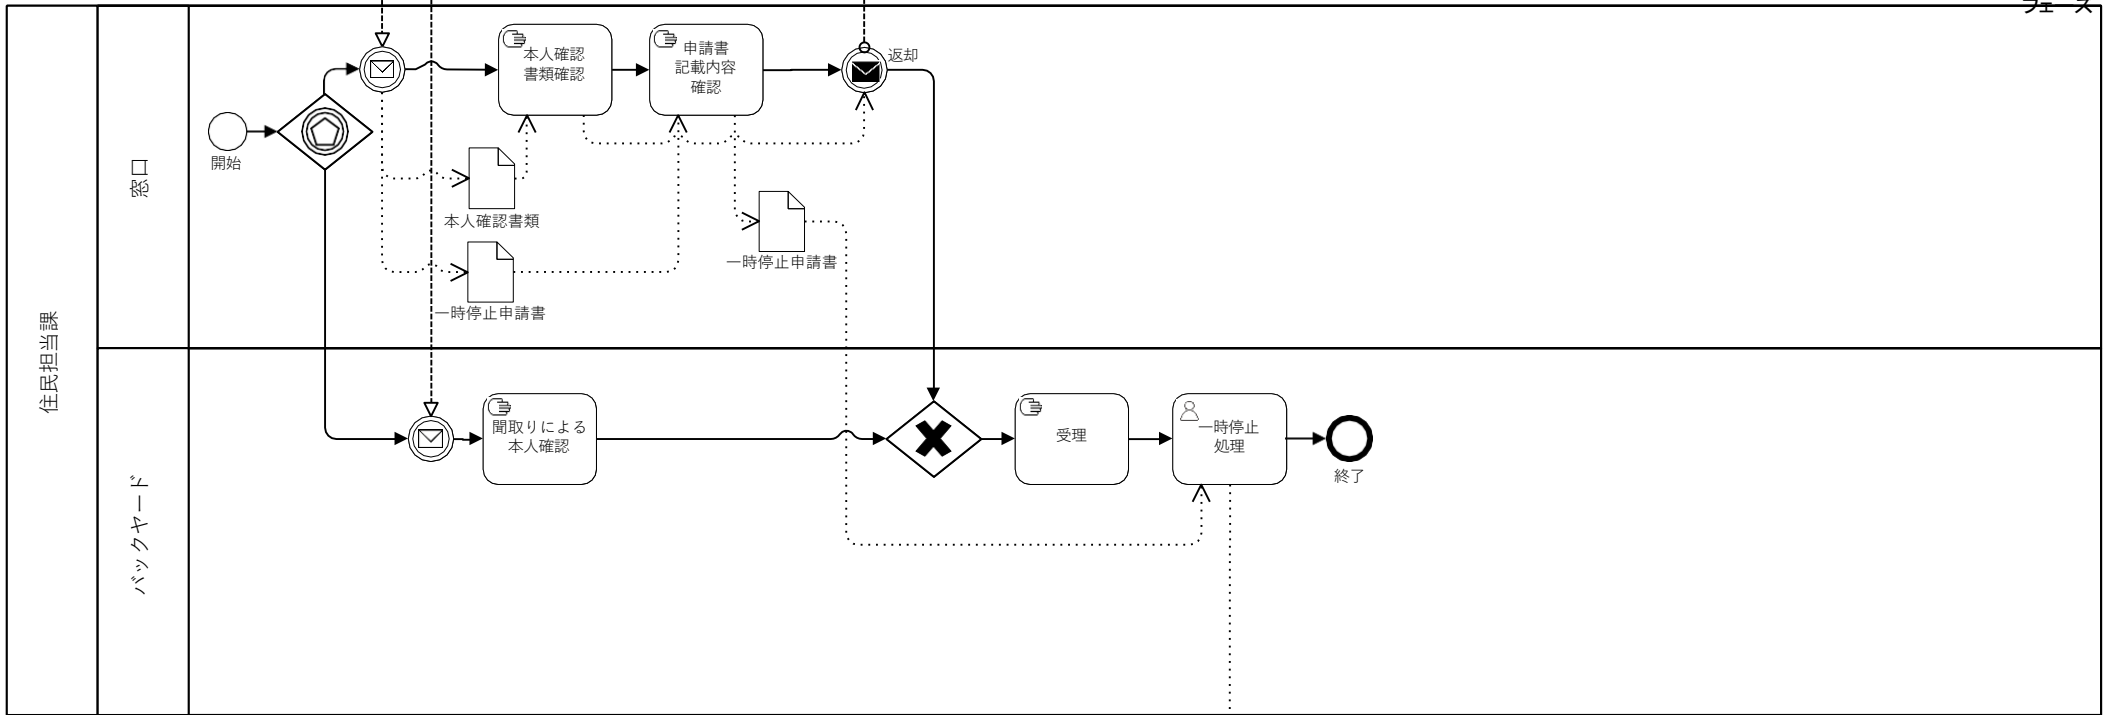 フェーズ
住民担当課
窓口
開始
本人確認
書類確認
申請書
記載内容
確認
返却
本人確認書類
一時停止申請書
一時停止申請書
バックヤード
聞取りによる
本人確認
受理
一時停止
処理
終了